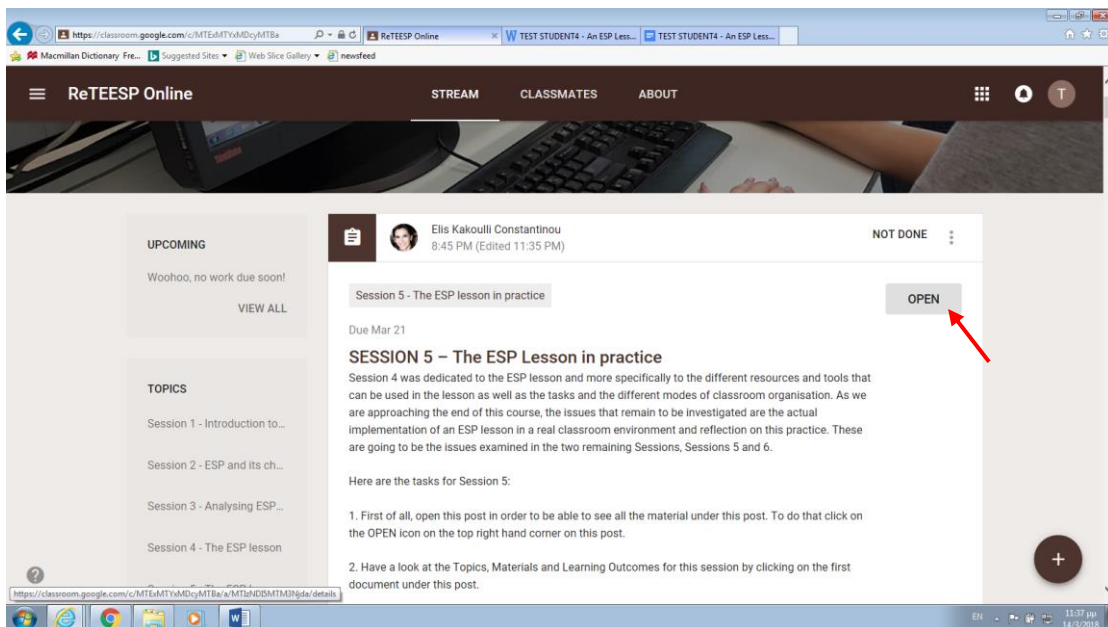 https://classroom.google.com/c/MTExMTYxMDcyMTBa
ReTEESP Online
TEST STUDENT4 - An ESP Less...
TEST STUDENT4 - An ESP Less...
Macmillan Dictionary Fre...
Suggested Sites
Web Slice Gallery
newsfeed
ReTEESP Online
STREAM
CLASSMATES
ABOUT
T
UPCOMING
Woohoo, no work due soon!
VIEW ALL
TOPICS
Session 1 - Introduction to...
Session 2 - ESP and its ch...
Session 3 - Analysing ESP...
Session 4 - The ESP lesson
Elis Kakoulli Constantinou
8:45 PM (Edited 11:35 PM)
NOT DONE
Session 5 - The ESP lesson in practice
OPEN
Due Mar 21
SESSION 5 – The ESP Lesson in practice
Session 4 was dedicated to the ESP lesson and more specifically to the different resources and tools that
can be used in the lesson as well as the tasks and the different modes of classroom organisation. As we
are approaching the end of this course, the issues that remain to be investigated are the actual
implementation of an ESP lesson in a real classroom environment and reflection on this practice. These
are going to be the issues examined in the two remaining Sessions, Sessions 5 and 6.
Here are the tasks for Session 5:
1. First of all, open this post in order to be able to see all the material under this post. To do that click on
the OPEN icon on the top right hand corner on this post.
2. Have a look at the Topics, Materials and Learning Outcomes for this session by clicking on the first
document under this post.
EN
11:37 μμ
14/3/2018